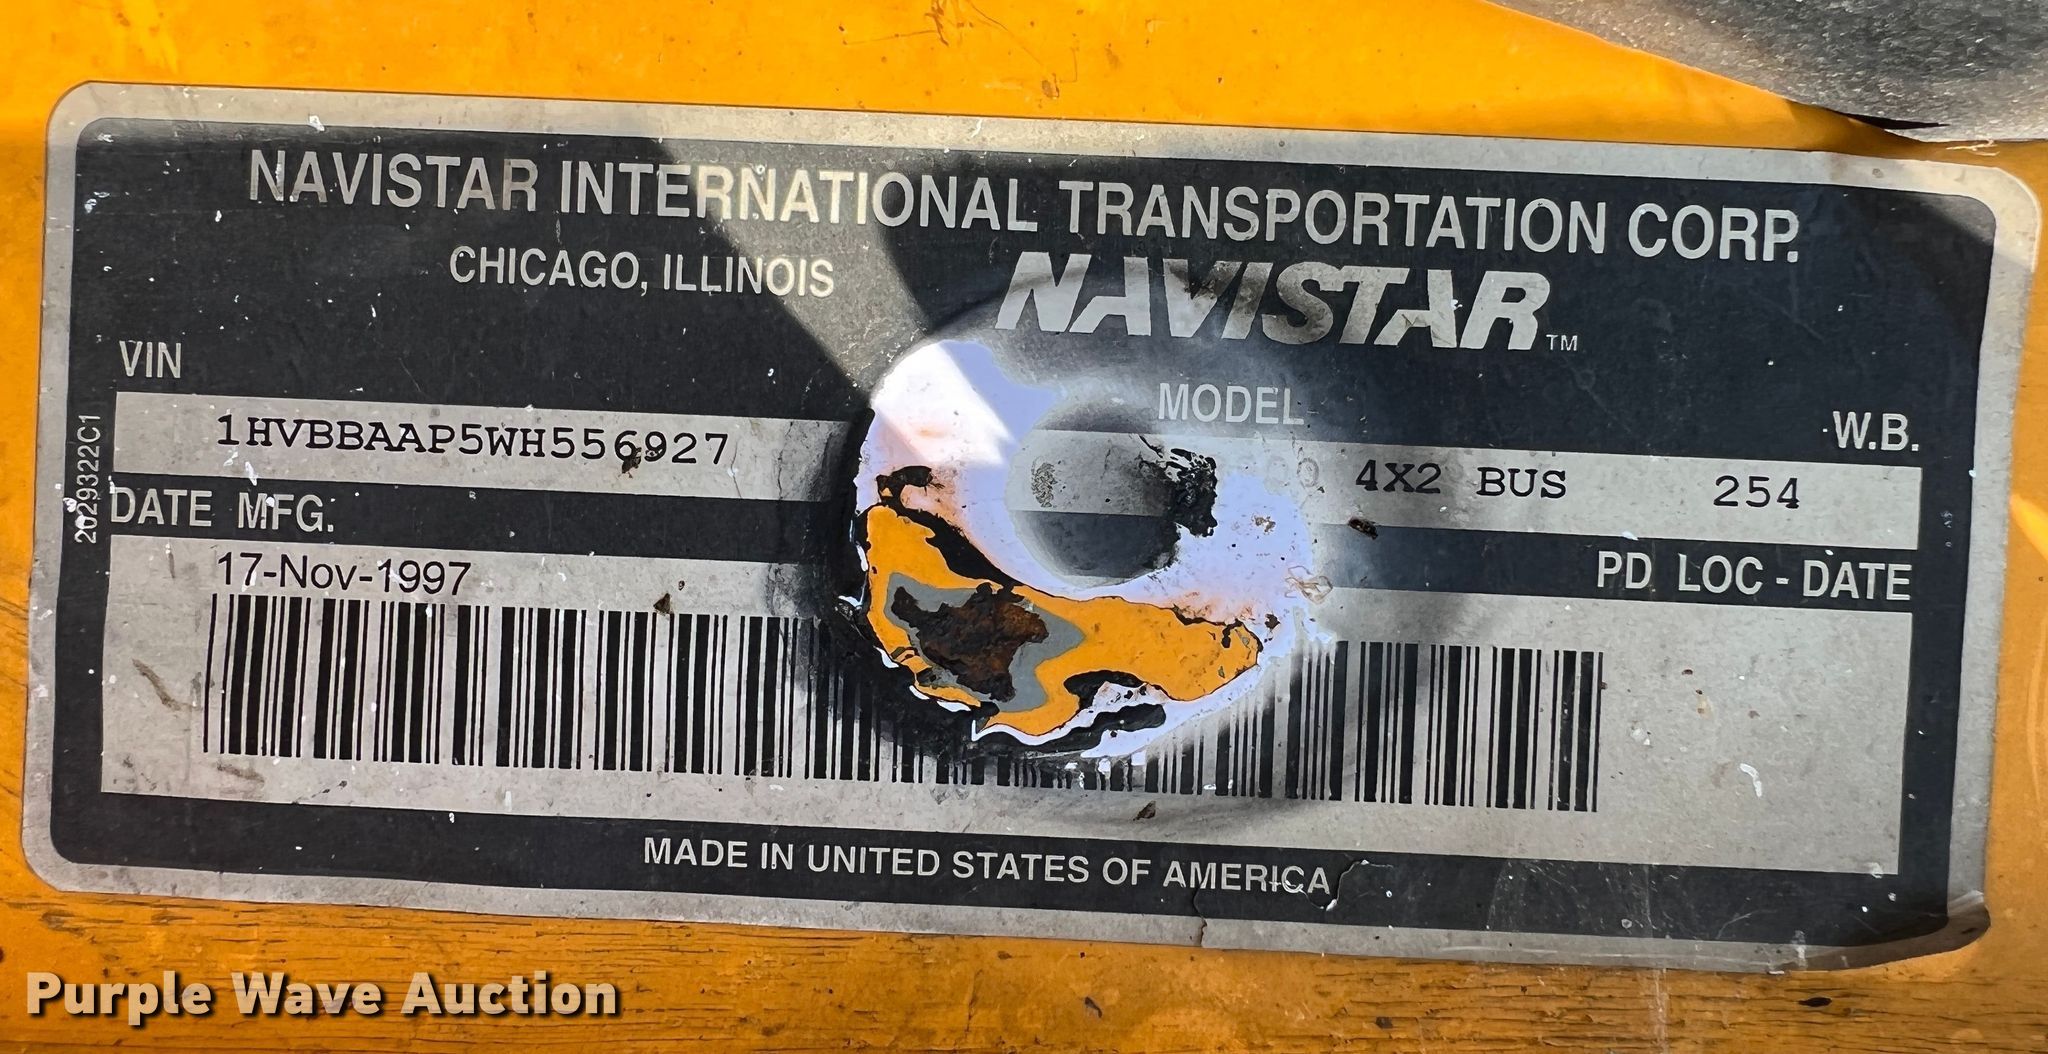 NAVISTAR INTERNATIONAL TRANSPORTATION CORP.
CHICAGO, ILLINOIS
NAVISTAR™
VIN
MODEL
W.B.
1HVBBAAP5WH556927
4X2 BUS
254
2029322C1
DATE MFG.
PD LOC - DATE
17-Nov-1997
MADE IN UNITED STATES OF AMERICA
Purple Wave Auction